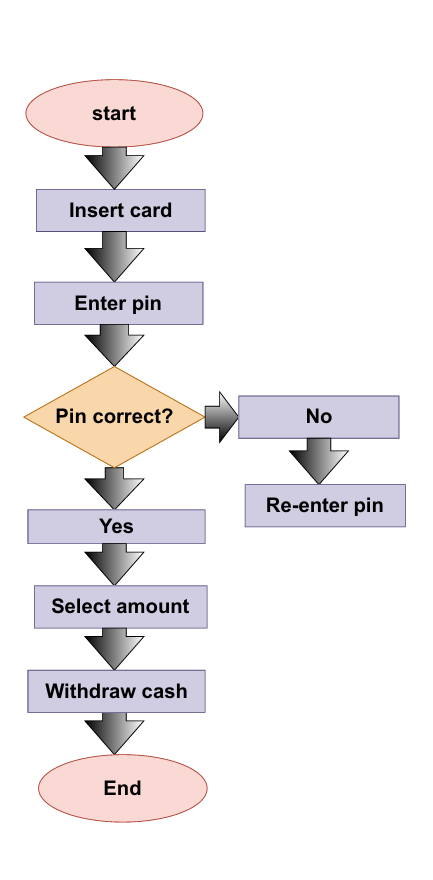 start
Insert card
Enter pin
Pin correct?
No
Re-enter pin
Yes
Select amount
Withdraw cash
End